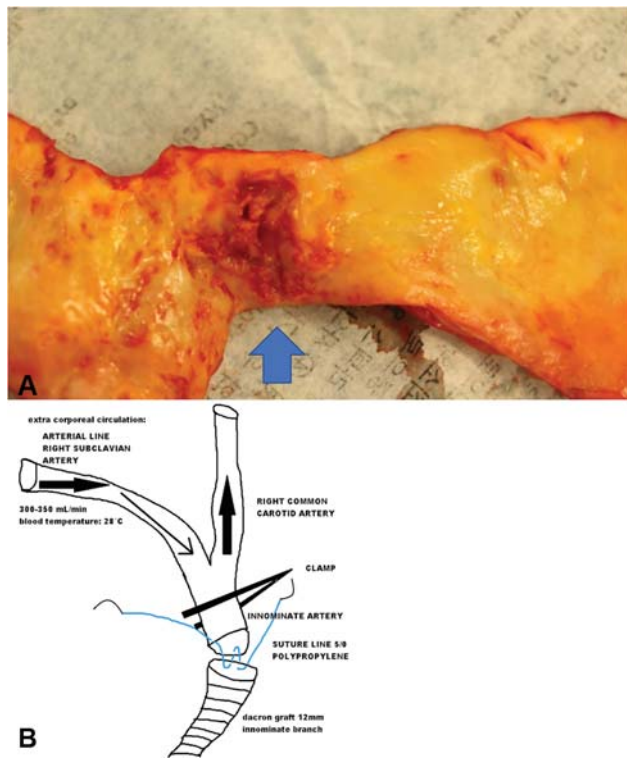 A
extra corporeal circulation:
ARTERIAL LINE
RIGHT SUBCLAVIAN
ARTERY
300-350 mL/min
blood temperature: 28°C
RIGHT COMMON
CAROTID ARTERY
CLAMP
INNOMINATE ARTERY
SUTURE LINE 5/0
POLYPROPYLENE
dacron graft 12mm
innominate branch
B